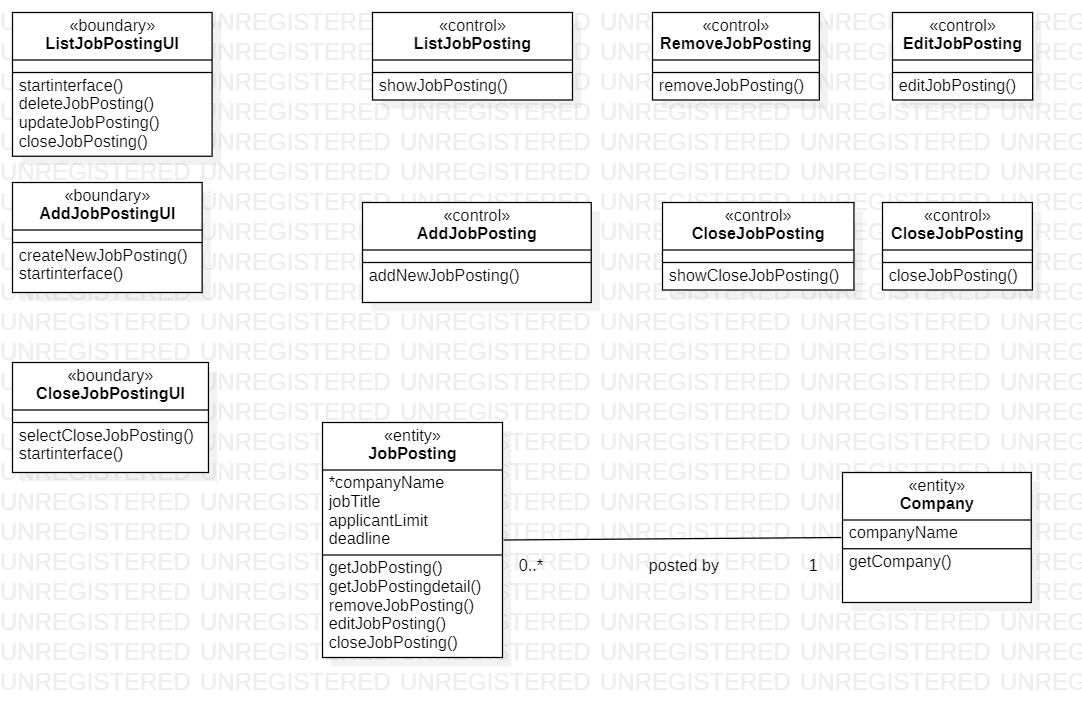 «boundary»
ListJobPostingUI
startinterface()
deleteJobPosting()
updateJobPosting()
closeJobPosting()
«control»
ListJobPosting
showJobPosting()
«control»
RemoveJobPosting
removeJobPosting()
«control»
EditJobPosting
editJobPosting()
«boundary»
AddJobPostingUI
createNewJobPosting()
startinterface()
«control»
AddJobPosting
addNewJobPosting()
«control»
CloseJobPosting
showCloseJobPosting()
«control»
CloseJobPosting
closeJobPosting()
«boundary»
CloseJobPostingUI
selectCloseJobPosting()
startinterface()
«entity»
JobPosting
*companyName
jobTitle
applicantLimit
deadline
getJobPosting()
getJobPostingdetail()
removeJobPosting()
editJobPosting()
closeJobPosting()
0..*
posted by
1
«entity»
Company
companyName
getCompany()
UNREGISTERED